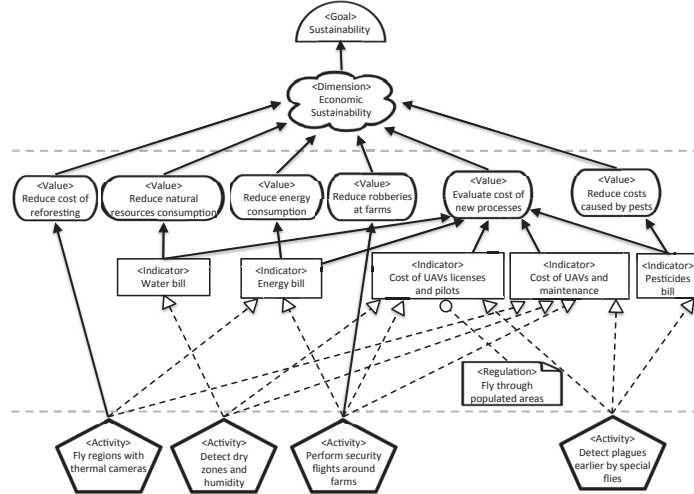 <Goal>
Sustainability
<Dimension>
Economic
Sustainability
<Value>
Reduce cost of
reforesting
<Value>
Reduce natural
resources consumption
<Value>
Reduce energy
consumption
<Value>
Reduce robberies
at farms
<Value>
Evaluate cost of
new processes
<Value>
Reduce costs
caused by pests
<Indicator>
Water bill
<Indicator>
Energy bill
<Indicator>
Cost of UAVs licenses
and pilots
<Indicator>
Cost of UAVs and
maintenance
<Indicator>
Pesticides
bill
<Regulation>
Fly through
populated areas
<Activity>
Fly regions with
thermal cameras
<Activity>
Detect dry
zones and
humidity
<Activity>
Perform security
flights around
farms
<Activity>
Detect plagues
earlier by special
flies